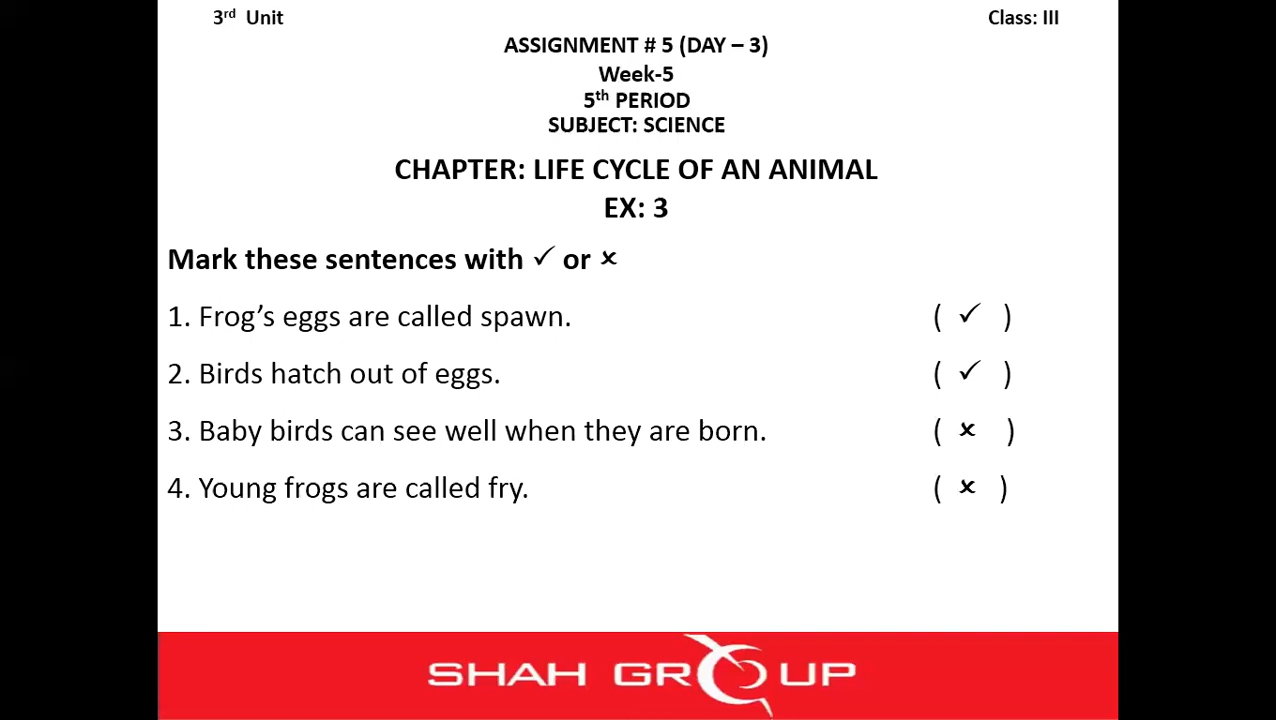 3rd Unit Class: III
ASSIGNMENT # 5 (DAY – 3)
Week-5
5th PERIOD
SUBJECT: SCIENCE
CHAPTER: LIFE CYCLE OF AN ANIMAL
EX: 3
Mark these sentences with ✓ or ×
1. Frog’s eggs are called spawn. ( ✓ )
2. Birds hatch out of eggs. ( ✓ )
3. Baby birds can see well when they are born. ( × )
4. Young frogs are called fry. ( × )
SHAH GROUP